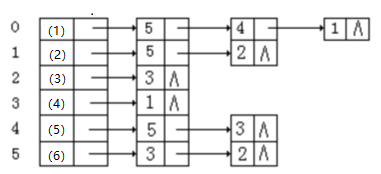 0 (1) 5 4 1 ∧
1 (2) 5 2 ∧
2 (3) 3 ∧
3 (4) 1 ∧
4 (5) 5 3 ∧
5 (6) 3 2 ∧